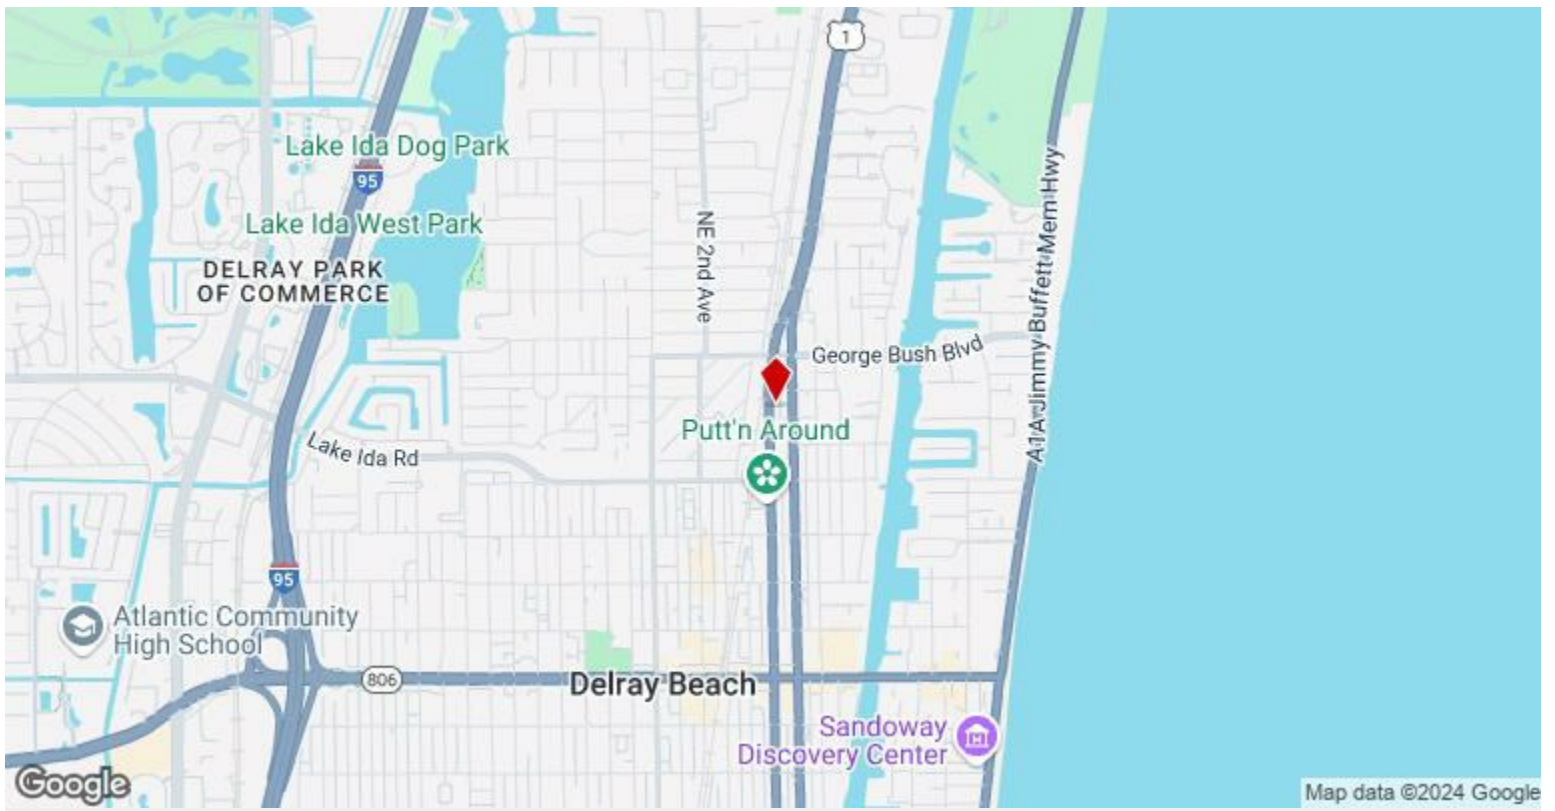 1
Lake Ida Dog Park
95
Lake Ida West Park
DELRAY PARK
OF COMMERCE
NE 2nd Ave
A1A Jimmy Buffett Mem Hwy
George Bush Blvd
Putt'n Around
Lake Ida Rd
95
Atlantic Community
High School
806
Delray Beach
Sandoway
Discovery Center
Google
Map data ©2024 Google